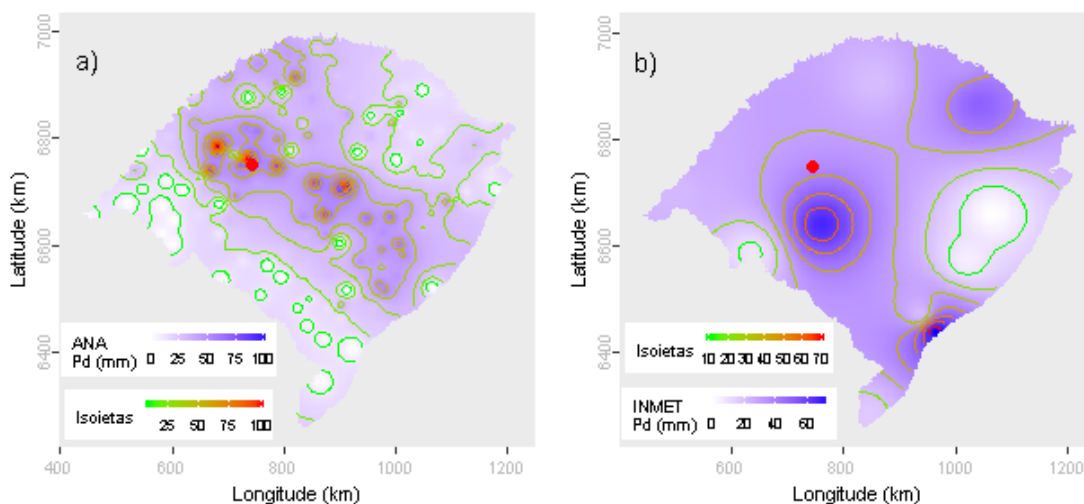 a)
Latitude (km)
7000
6800
6600
6400
ANA
Pd (mm) 0 25 50 75 100
Isoietas 25 50 75 100
400 600 800 1000 1200
Longitude (km)
b)
Latitude (km)
7000
6800
6600
6400
Isoietas 10 20 30 40 50 60 70
INMET
Pd (mm) 0 20 40 60
600 800 1000 1200
Longitude (km)